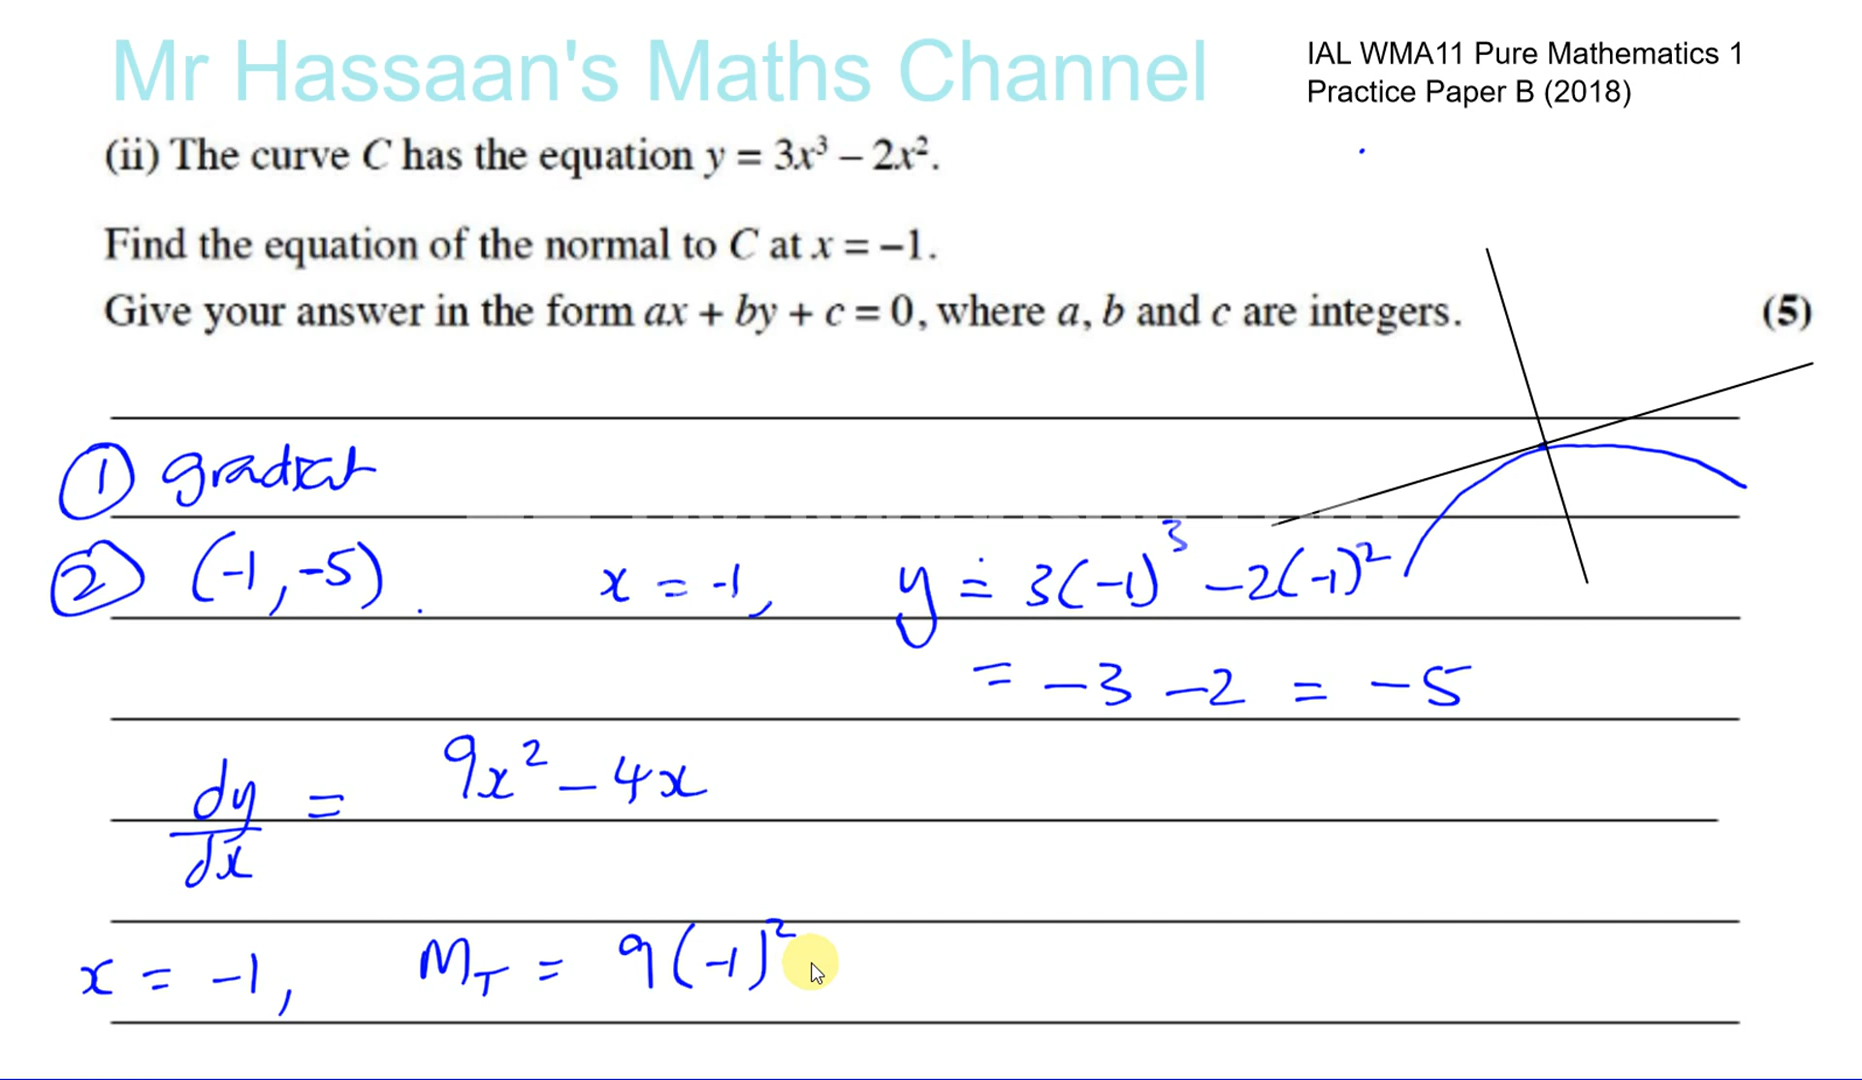 Mr Hassaan's Maths Channel
IAL WMA11 Pure Mathematics 1
Practice Paper B (2018)
(ii) The curve C has the equation y = 3x³ – 2x².
Find the equation of the normal to C at x = –1.
Give your answer in the form ax + by + c = 0, where a, b and c are integers.
(5)
① gradient
② (-1, -5). x = -1, y = 3(-1)³ - 2(-1)²
= -3 - 2 = -5
dy/dx = 9x² - 4x
x = -1, M_T = 9(-1)²